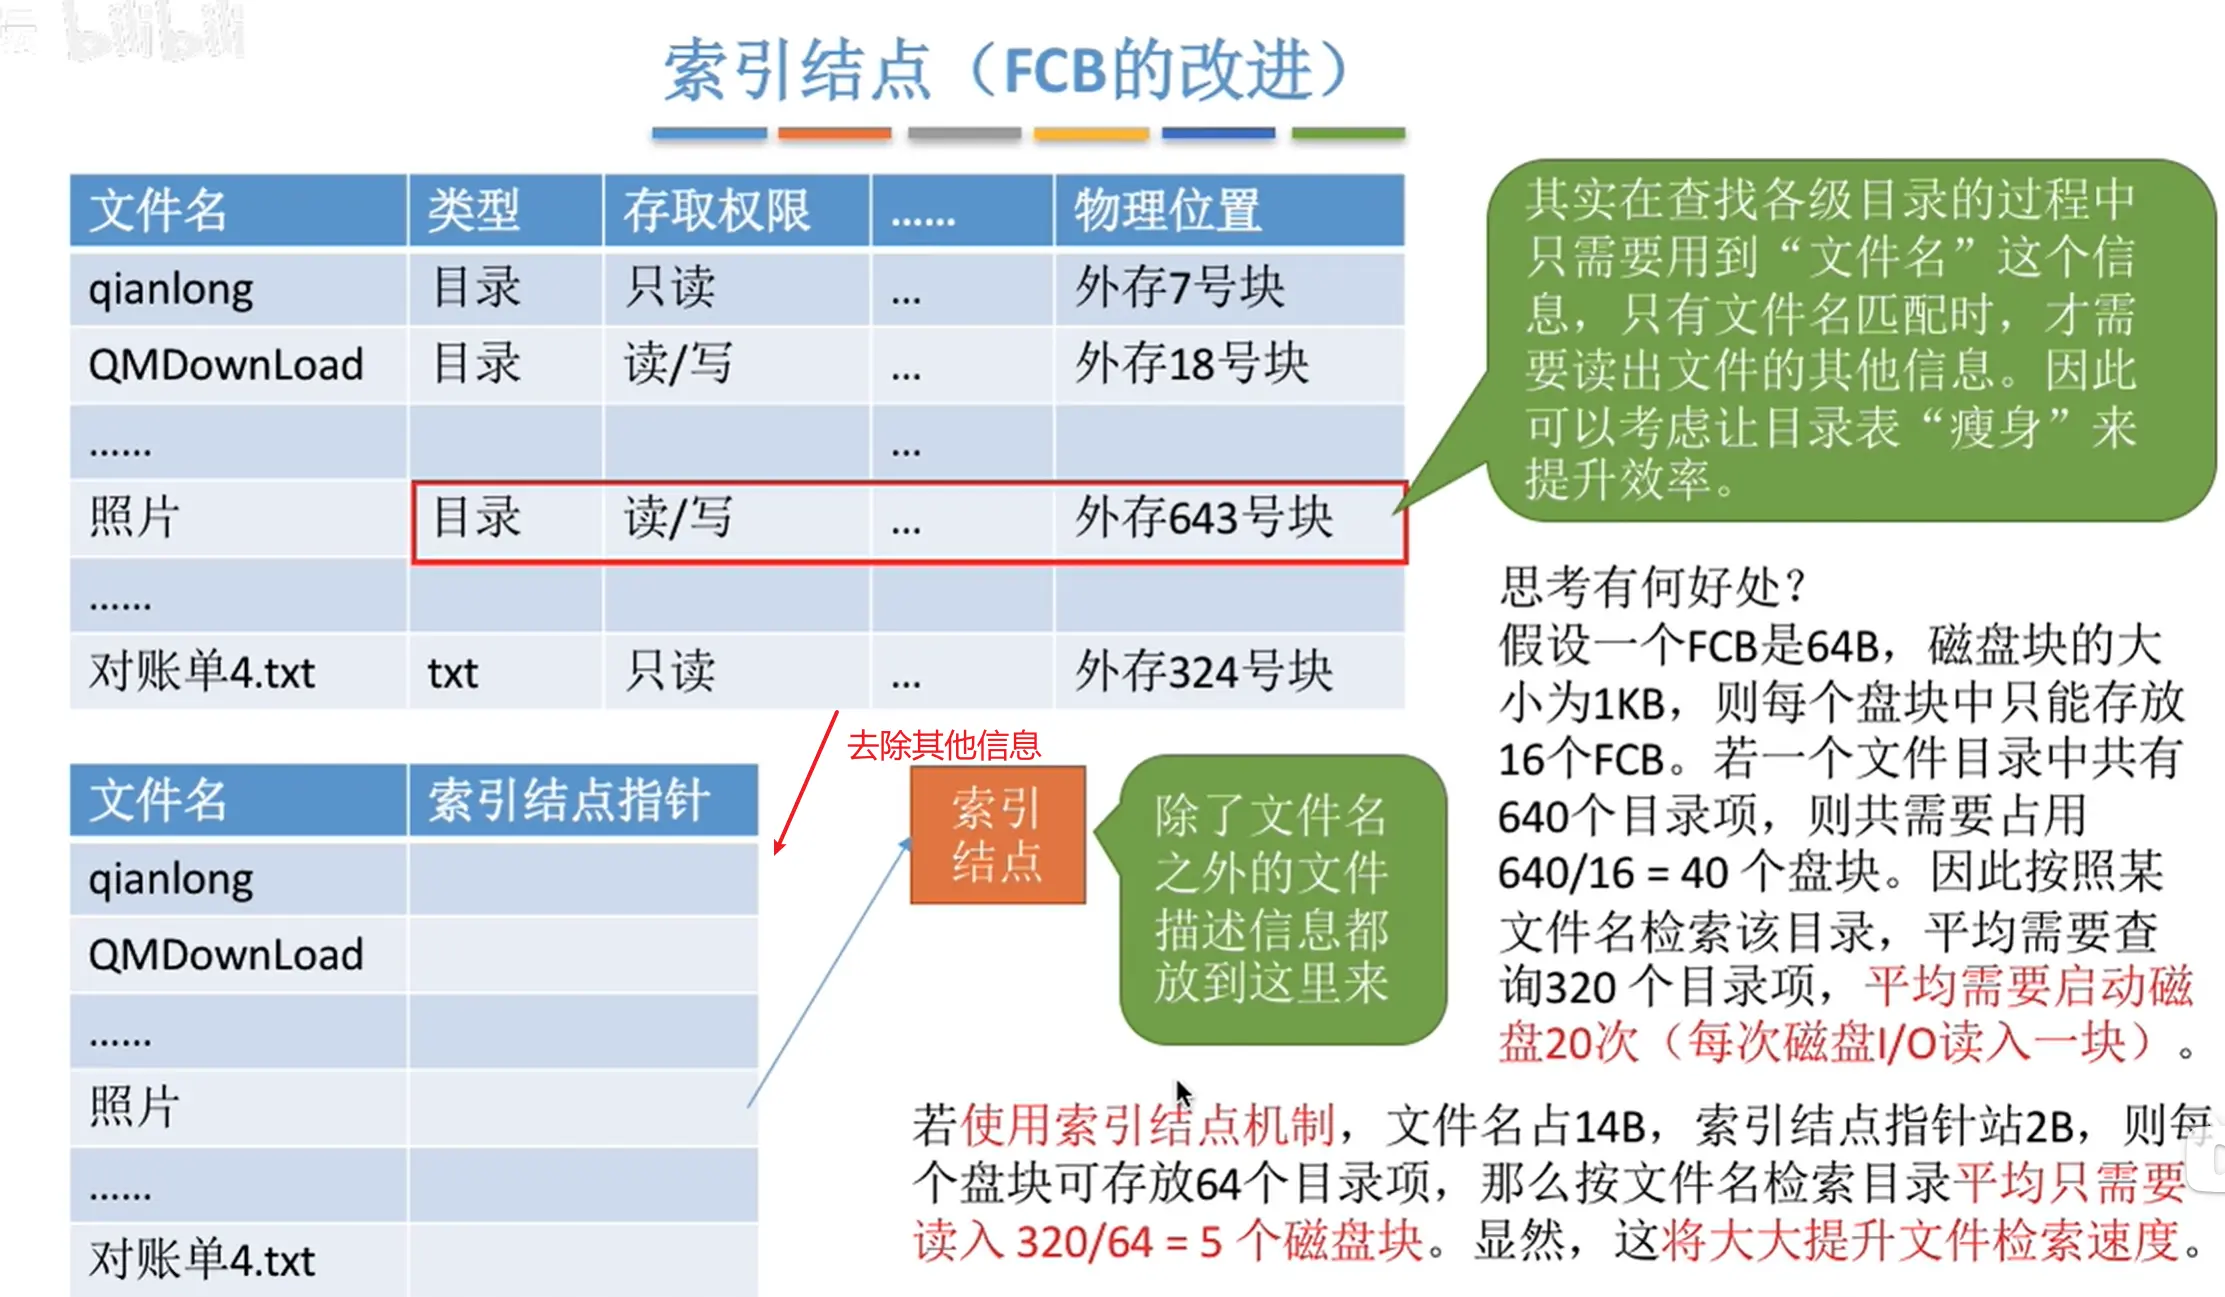 bilibili
索引结点（FCB的改进）
文件名 类型 存取权限 ...... 物理位置
qianlong 目录 只读 ... 外存7号块
QMDownLoad 目录 读/写 ... 外存18号块
...... ...
照片 目录 读/写 ... 外存643号块
......
对账单4.txt txt 只读 ... 外存324号块
其实在查找各级目录的过程中
只需要用到“文件名”这个信
息，只有文件名匹配时，才需
要读出文件的其他信息。因此
可以考虑让目录表“瘦身”来
提升效率。
去除其他信息
文件名 索引结点指针
qianlong
QMDownLoad
......
照片
......
对账单4.txt
索引
结点
除了文件名
之外的文件
描述信息都
放到这里来
思考有何好处？
假设一个FCB是64B，磁盘块的大
小为1KB，则每个盘块中只能存放
16个FCB。若一个文件目录中共有
640个目录项，则共需要占用
640/16 = 40 个盘块。因此按照某
文件名检索该目录，平均需要查
询320 个目录项，平均需要启动磁
盘20次（每次磁盘I/O读入一块）。
若使用索引结点机制，文件名占14B，索引结点指针站2B，则每
个盘块可存放64个目录项，那么按文件名检索目录平均只需要
读入 320/64 = 5 个磁盘块。显然，这将大大提升文件检索速度。